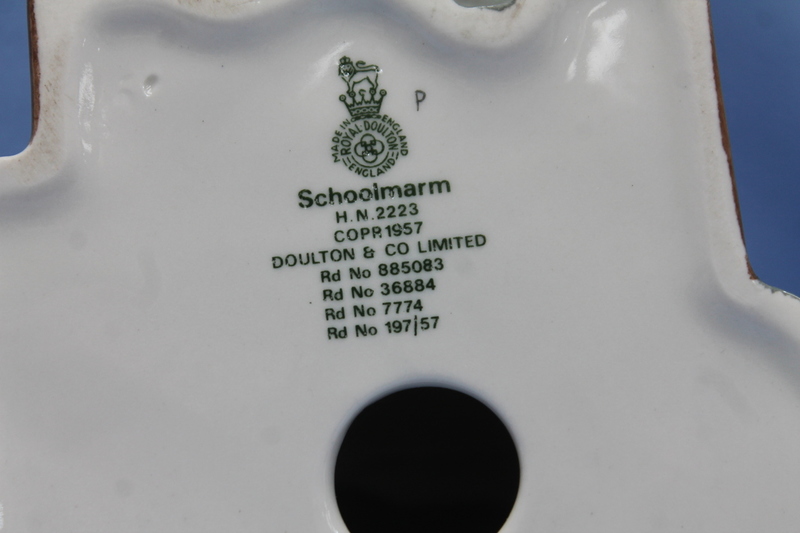 P
MADE IN ENGLAND
ROYAL DOULTON
ENGLAND
Schoolmarm
H.N.2223
COPR.1957
DOULTON & CO LIMITED
Rd No 885083
Rd No 36884
Rd No 7774
Rd No 197/57